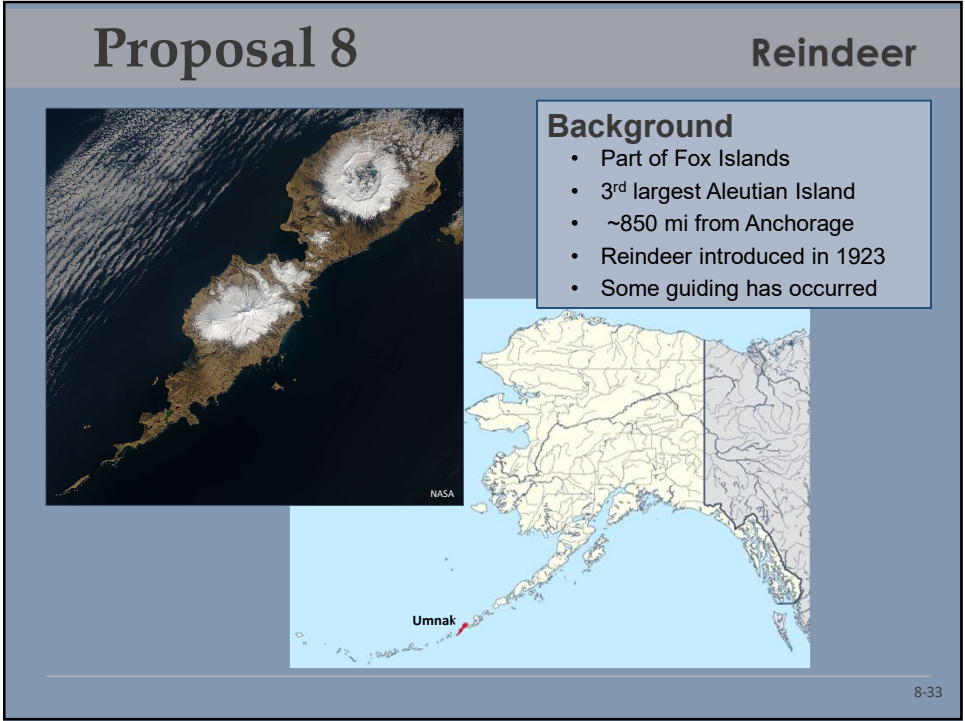 Proposal 8
Reindeer
Background
• Part of Fox Islands
• 3rd largest Aleutian Island
• ~850 mi from Anchorage
• Reindeer introduced in 1923
• Some guiding has occurred
NASA
Umnak
8-33